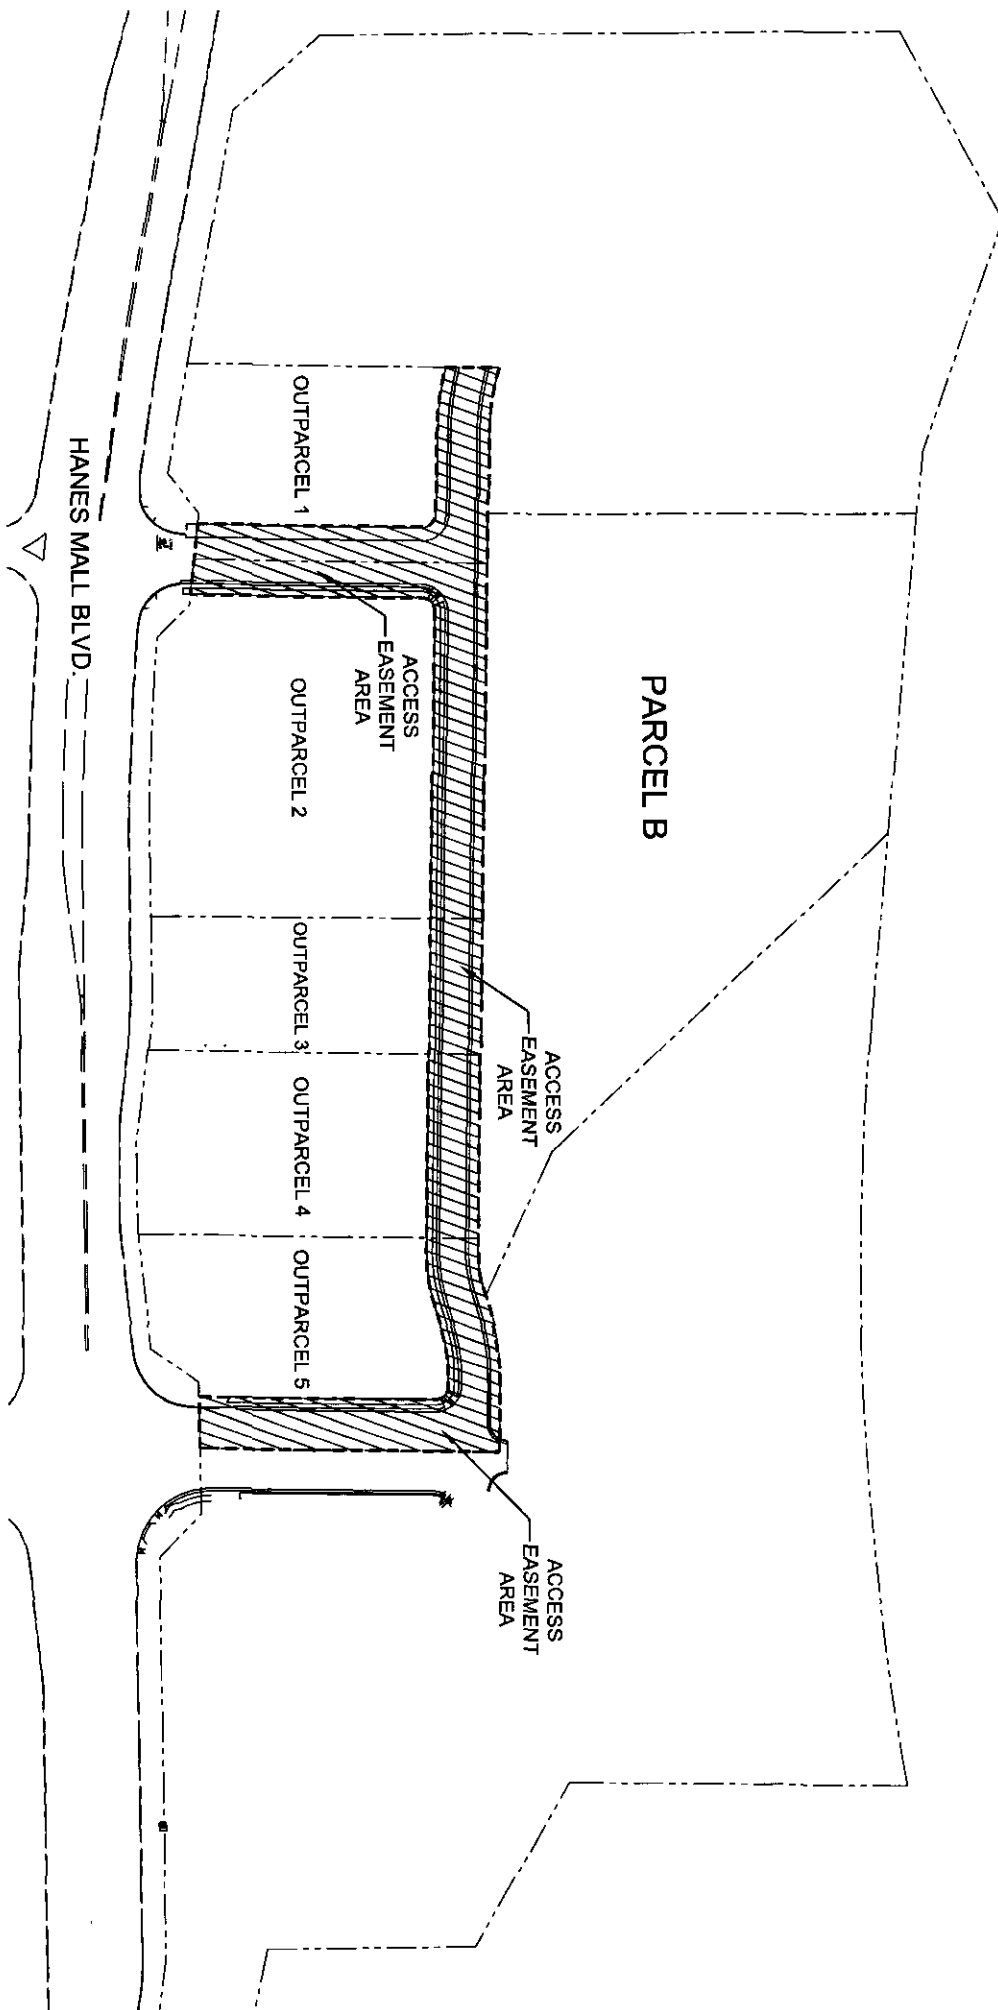 PARCEL B
ACCESS
EASEMENT
AREA
ACCESS
EASEMENT
AREA
ACCESS
EASEMENT
AREA
OUTPARCEL 1
OUTPARCEL 2
OUTPARCEL 3
OUTPARCEL 4
OUTPARCEL 5
HANES MALL BLVD.